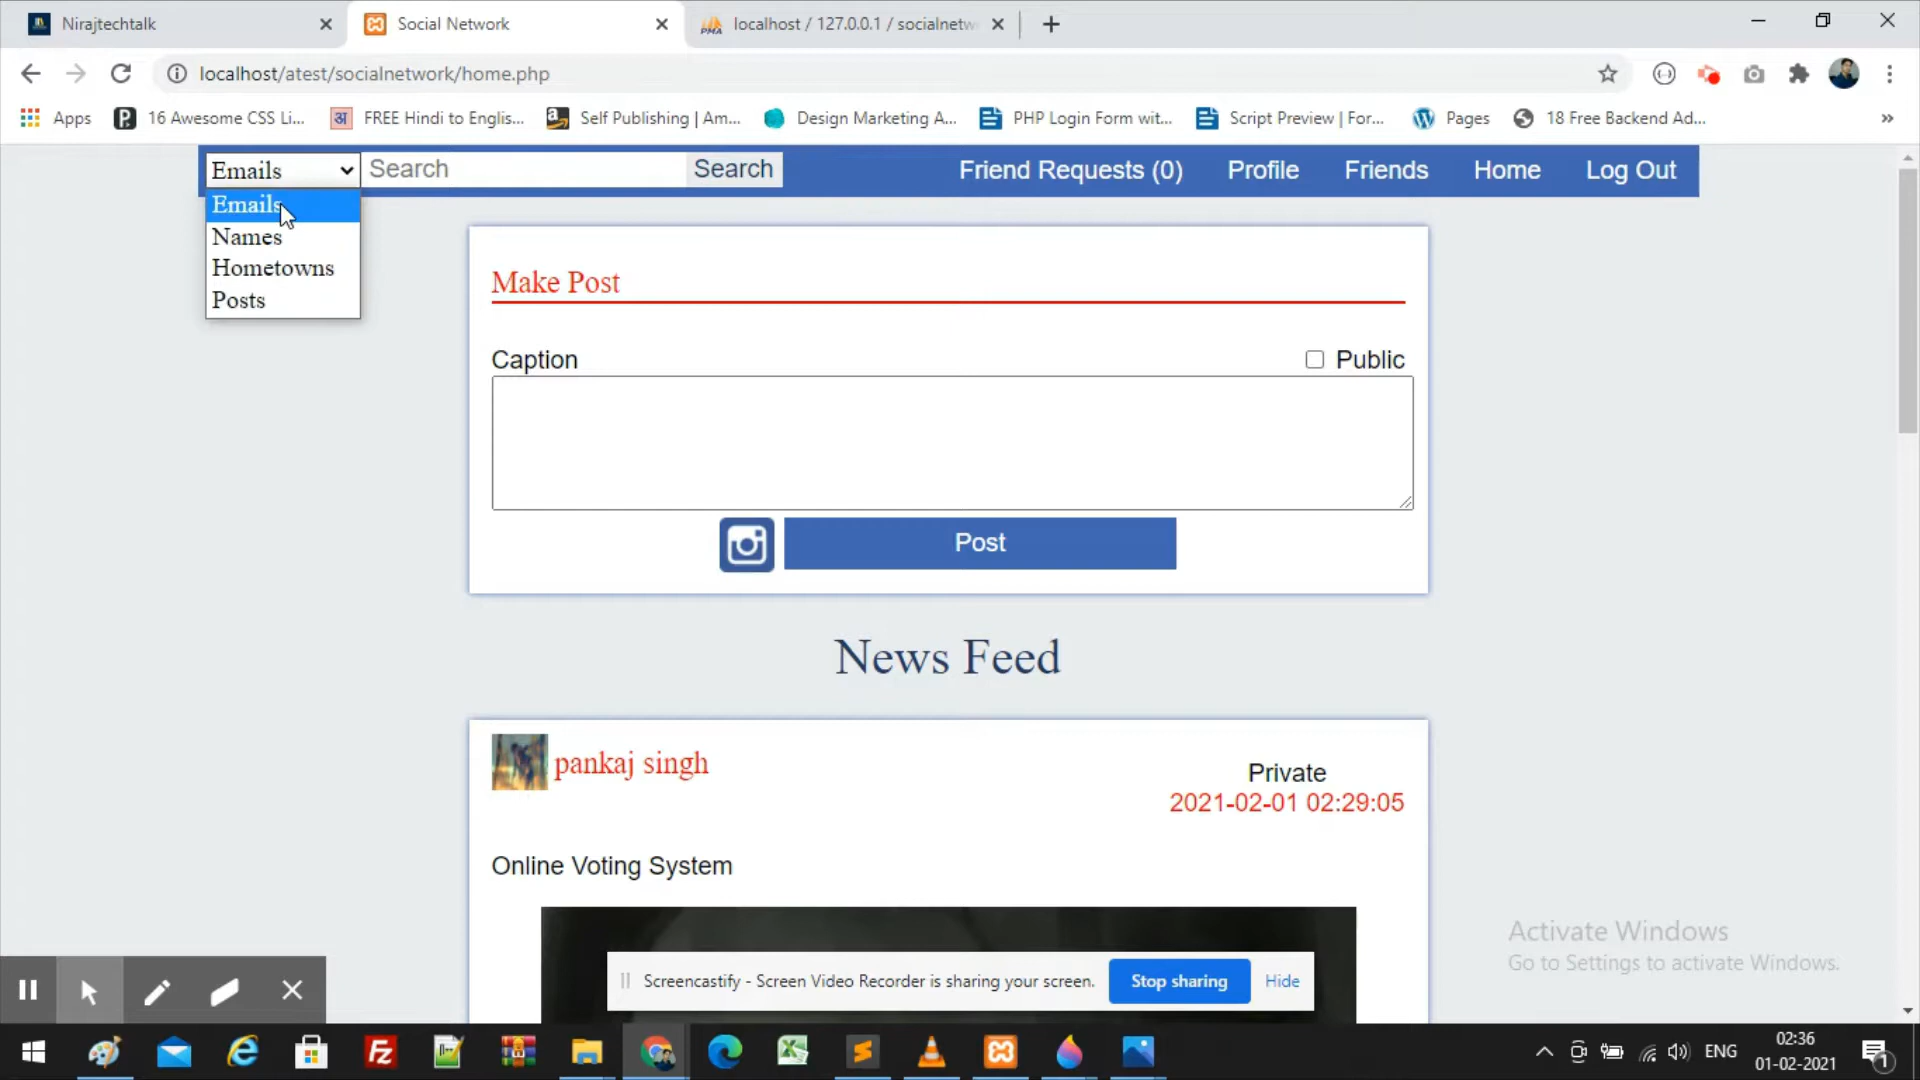 Nirajtechtalk
Social Network
localhost / 127.0.0.1 / socialnetw
localhost/atest/socialnetwork/home.php
Apps
16 Awesome CSS Li...
FREE Hindi to Englis...
Self Publishing | Am...
Design Marketing A...
PHP Login Form wit...
Script Preview | For...
Pages
18 Free Backend Ad...
»
Emails
Search
Search
Friend Requests (0)
Profile
Friends
Home
Log Out
Emails
Names
Hometowns
Posts
Make Post
Caption
Public
Post
News Feed
pankaj singh
Private
2021-02-01 02:29:05
Online Voting System
Activate Windows
Go to Settings to activate Windows.
Screencastify - Screen Video Recorder is sharing your screen.
Stop sharing
Hide
ENG
02:36
01-02-2021
1